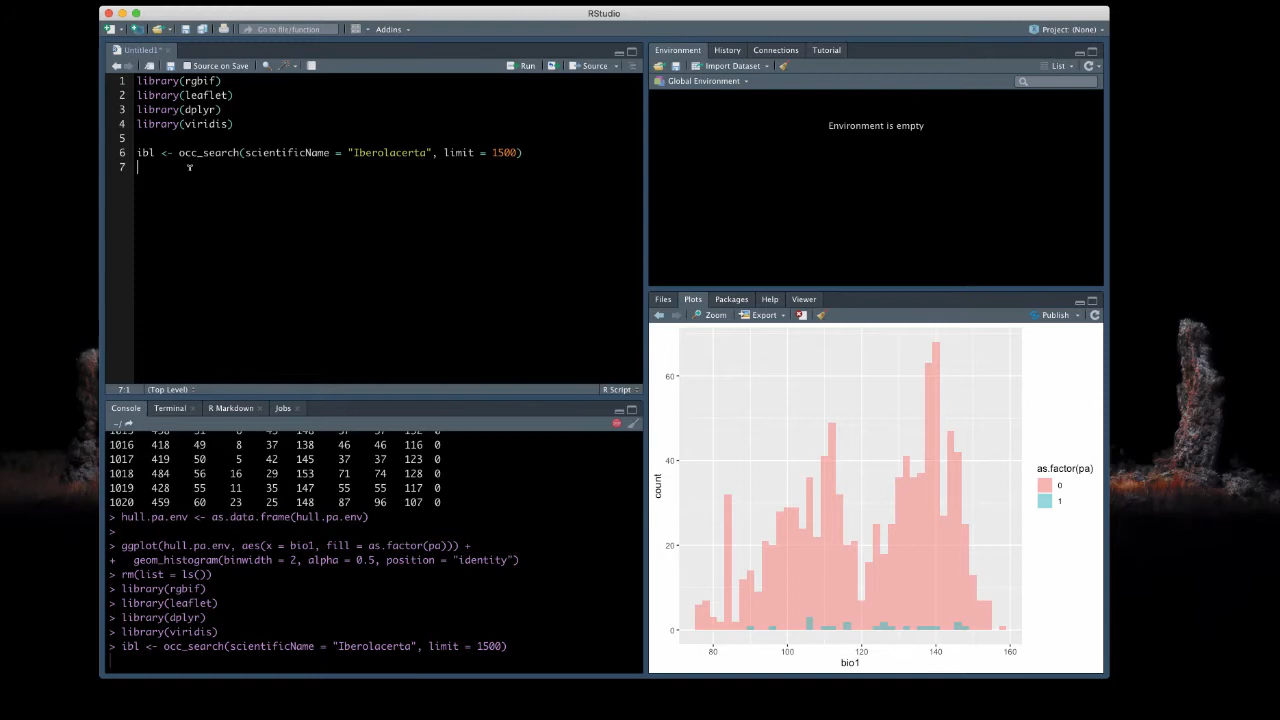 RStudio
Go to file/function
Addins
Project: (None)
Untitled1*
Source on Save
Run
Source
1 library(rgbif)
2 library(leaflet)
3 library(dplyr)
4 library(viridis)
5
6 ibl <- occ_search(scientificName = "Iberolacerta", limit = 1500)
7
7:1 (Top Level) R Script
Environment History Connections Tutorial
Import Dataset List
Global Environment
Environment is empty
Console Terminal R Markdown Jobs
~/
1016 418 49 8 37 138 46 46 116 0
1017 419 50 5 42 145 37 37 123 0
1018 484 56 16 29 153 71 74 128 0
1019 428 55 11 35 147 55 55 117 0
1020 459 60 23 25 148 87 96 107 0
> hull.pa.env <- as.data.frame(hull.pa.env)
>
> ggplot(hull.pa.env, aes(x = bio1, fill = as.factor(pa))) +
+ geom_histogram(binwidth = 2, alpha = 0.5, position = "identity")
> rm(list = ls())
> library(rgbif)
> library(leaflet)
> library(dplyr)
> library(viridis)
> ibl <- occ_search(scientificName = "Iberolacerta", limit = 1500)
Files Plots Packages Help Viewer
Zoom Export Publish
60
40
20
0
count
80 100 120 140 160
bio1
as.factor(pa)
0
1